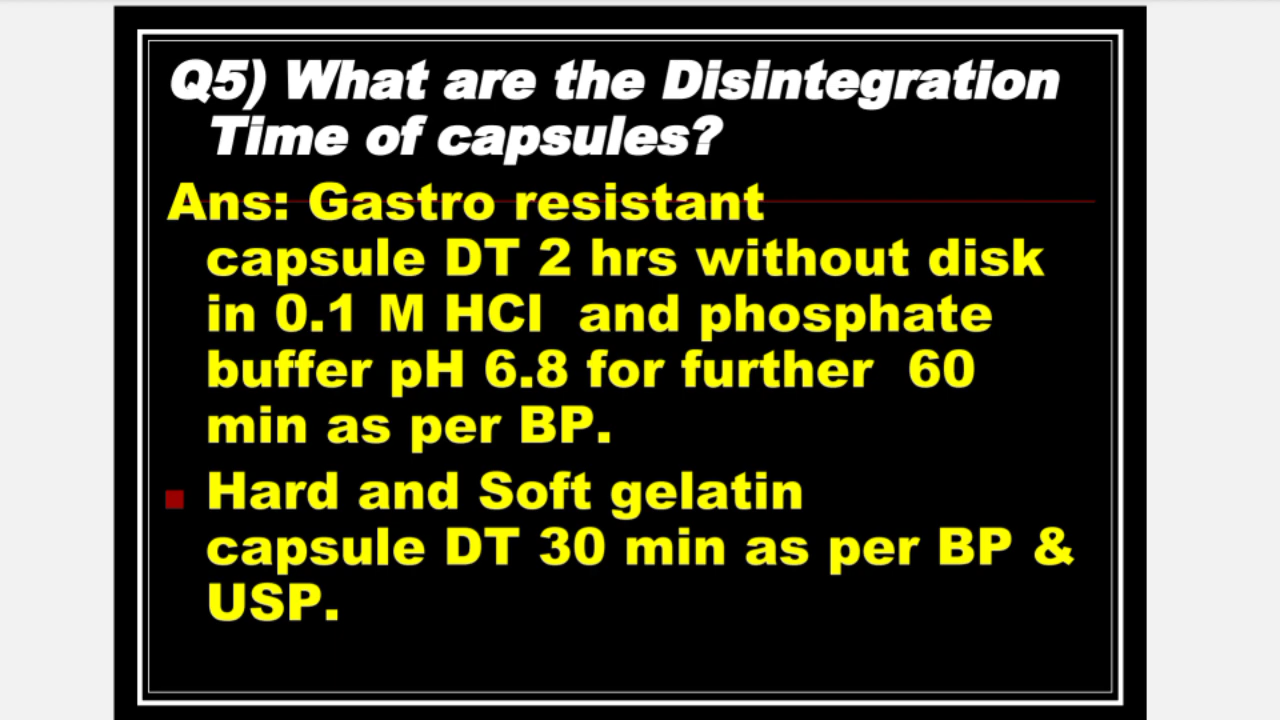 Q5) What are the Disintegration
Time of capsules?
Ans: Gastro resistant
capsule DT 2 hrs without disk
in 0.1 M HCl and phosphate
buffer pH 6.8 for further 60
min as per BP.
Hard and Soft gelatin
capsule DT 30 min as per BP &
USP.